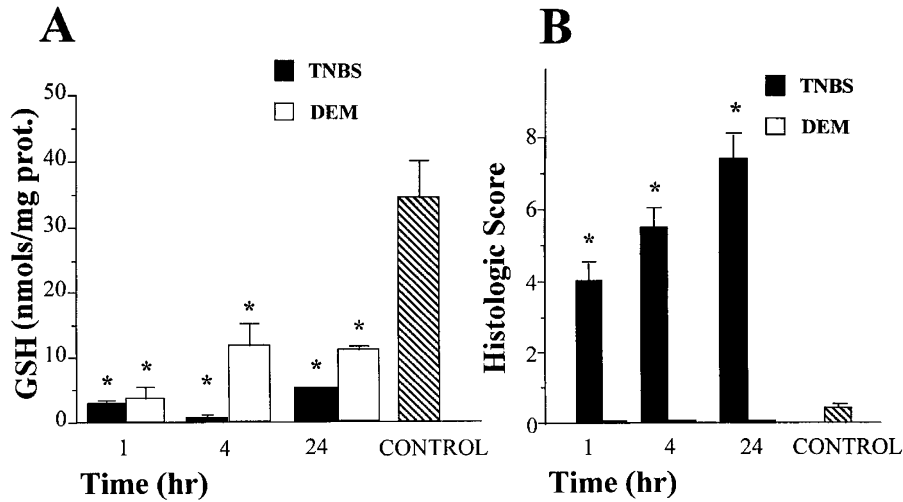 A
TNBS
DEM
GSH (nmols/mg prot.)
50
40
30
20
10
0
* * * * * *
1 4 24 CONTROL
Time (hr)
B
TNBS
DEM
Histologic Score
8
6
4
2
0
* * *
1 4 24 CONTROL
Time (hr)